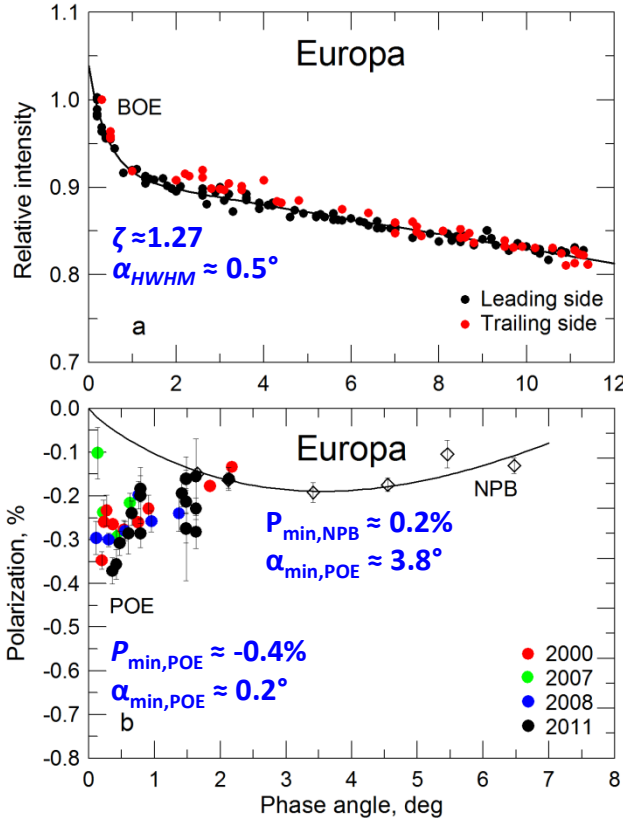 Europa
BOE
ζ ≈1.27
α_HWHM ≈ 0.5°
Leading side
Trailing side
a
Relative intensity
1.1
1.0
0.9
0.8
0.7
0 2 4 6 8 10 12
Europa
NPB
P_min,NPB ≈ 0.2%
α_min,POE ≈ 3.8°
POE
P_min,POE ≈ -0.4%
α_min,POE ≈ 0.2°
2000
2007
2008
2011
b
Polarization, %
0.0
-0.1
-0.2
-0.3
-0.4
-0.5
-0.6
-0.7
-0.8
0 1 2 3 4 5 6 7 8
Phase angle, deg